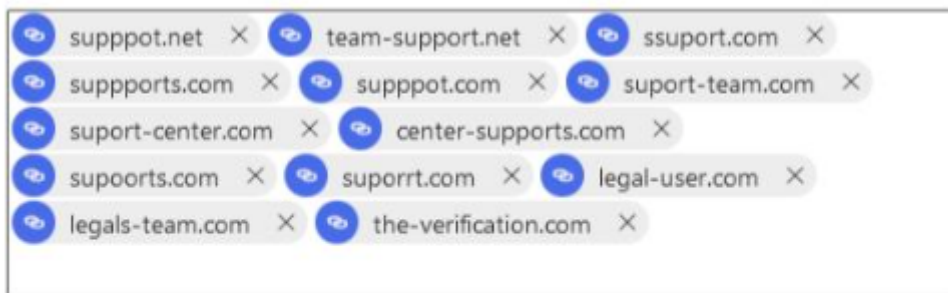 supppot.net × team-support.net × ssuport.com ×
suppports.com × supppot.com × suport-team.com ×
suport-center.com × center-supports.com ×
supoorts.com × suporrt.com × legal-user.com ×
legals-team.com × the-verification.com ×